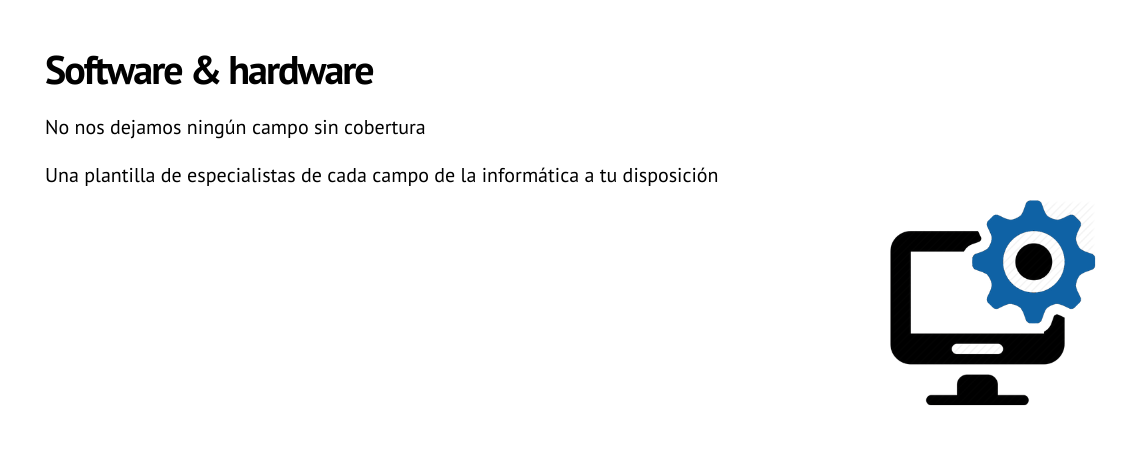 Software & hardware
No nos dejamos ningún campo sin cobertura
Una plantilla de especialistas de cada campo de la informática a tu disposición